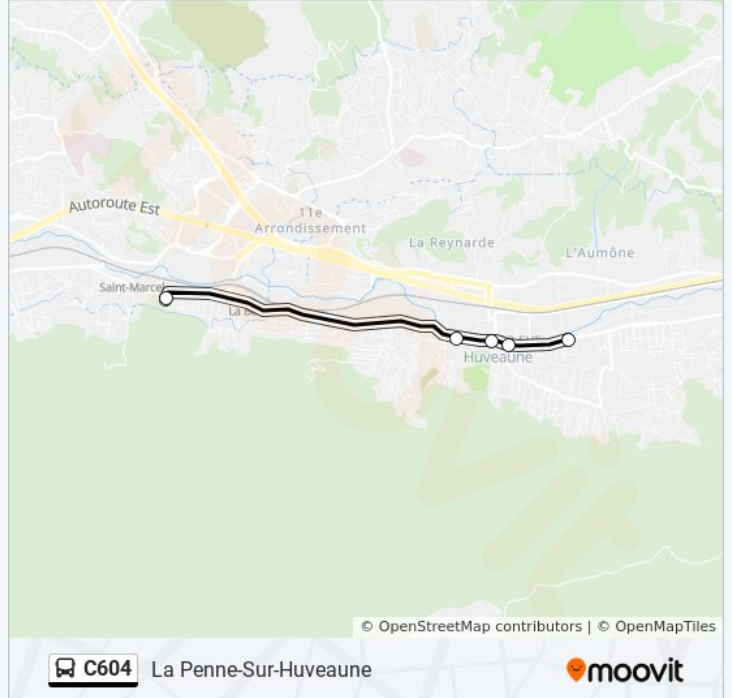 Autoroute Est
11e
Arrondissement
La Reynarde
L'Aumône
Saint-Marcel
La
Huveaune
© OpenStreetMap contributors | © OpenMapTiles
C604 La Penne-Sur-Huveaune
moovit